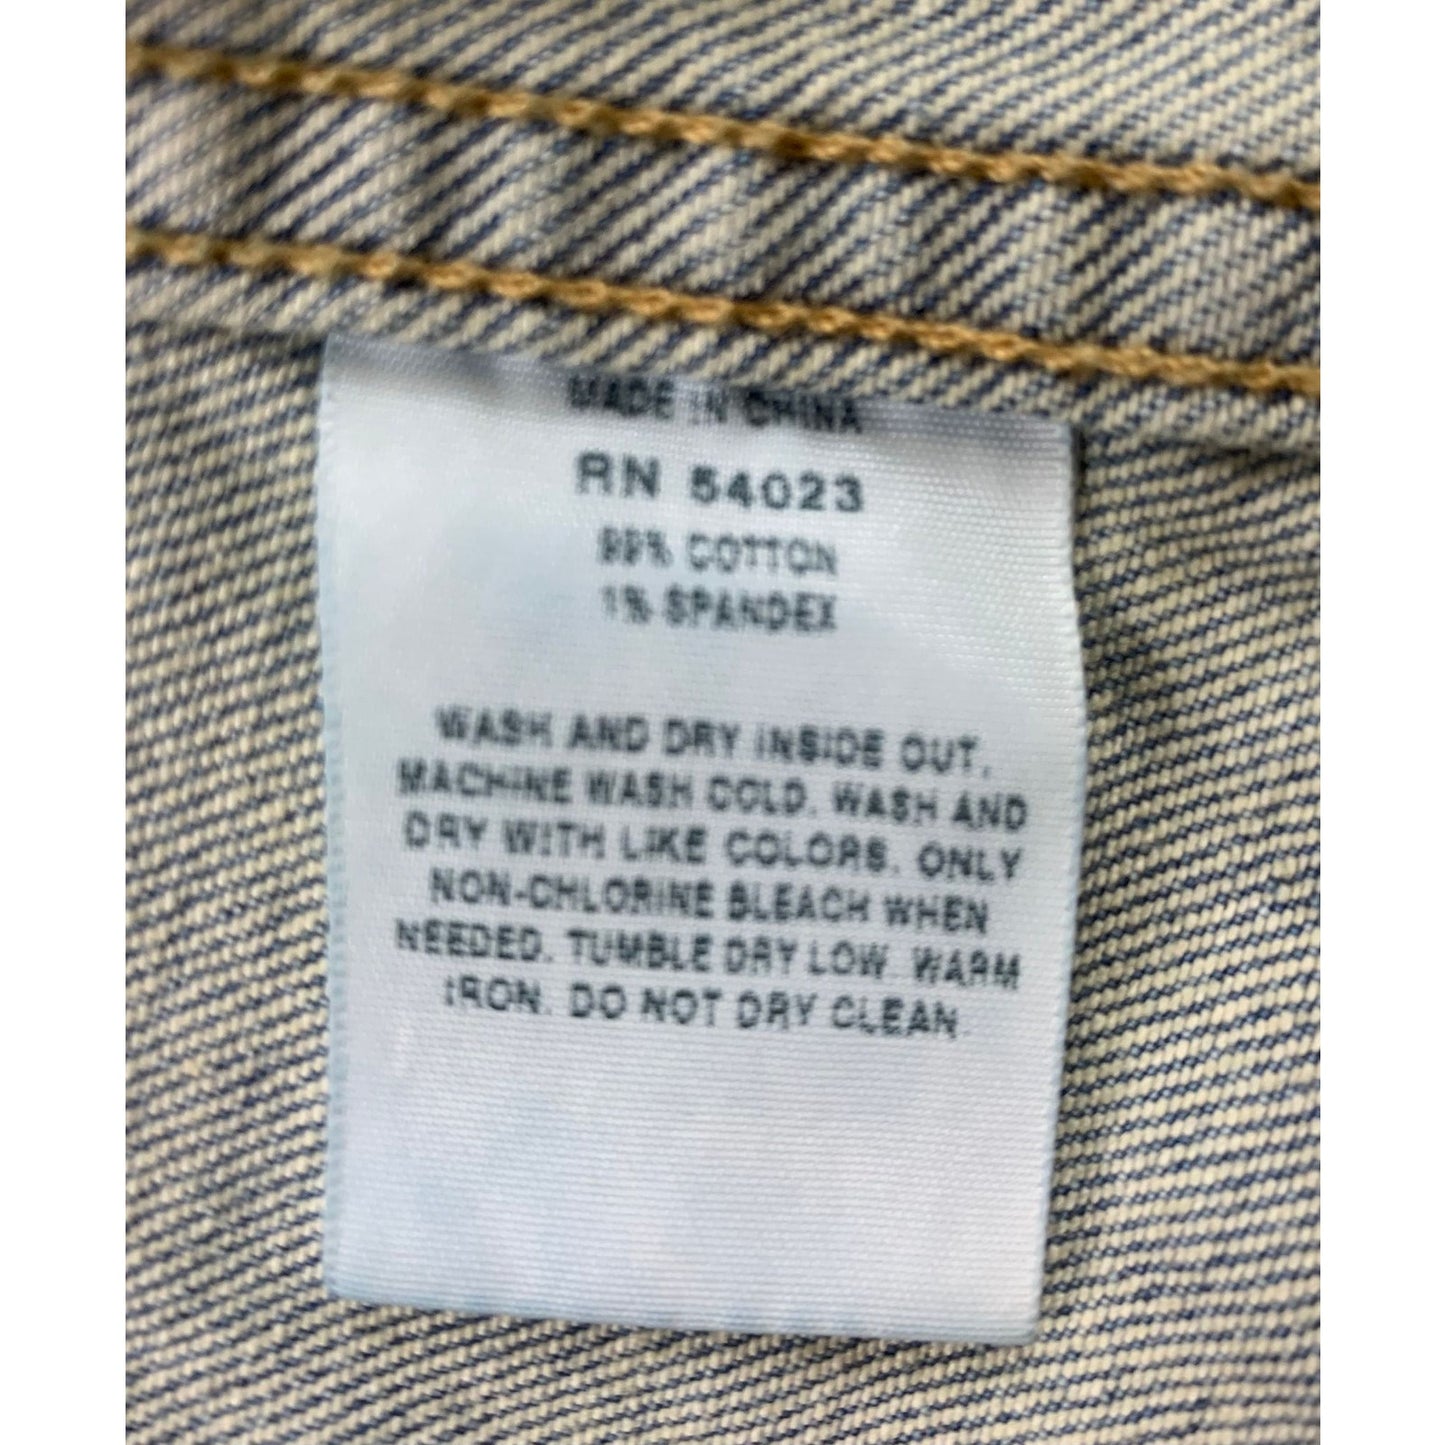 MADE IN CHINA
RN 54023
99% COTTON
1% SPANDEX
WASH AND DRY INSIDE OUT.
MACHINE WASH COLD. WASH AND
DRY WITH LIKE COLORS. ONLY
NON-CHLORINE BLEACH WHEN
NEEDED. TUMBLE DRY LOW. WARM
IRON. DO NOT DRY CLEAN.